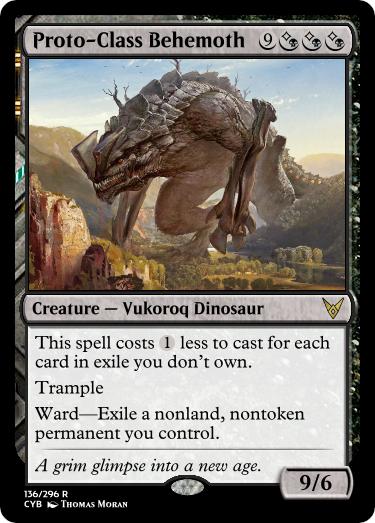 Proto-Class Behemoth 9
Creature — Vukoroq Dinosaur
This spell costs 1 less to cast for each
card in exile you don't own.
Trample
Ward—Exile a nonland, nontoken
permanent you control.
A grim glimpse into a new age.
9/6
136/296 R
CYB Thomas Moran